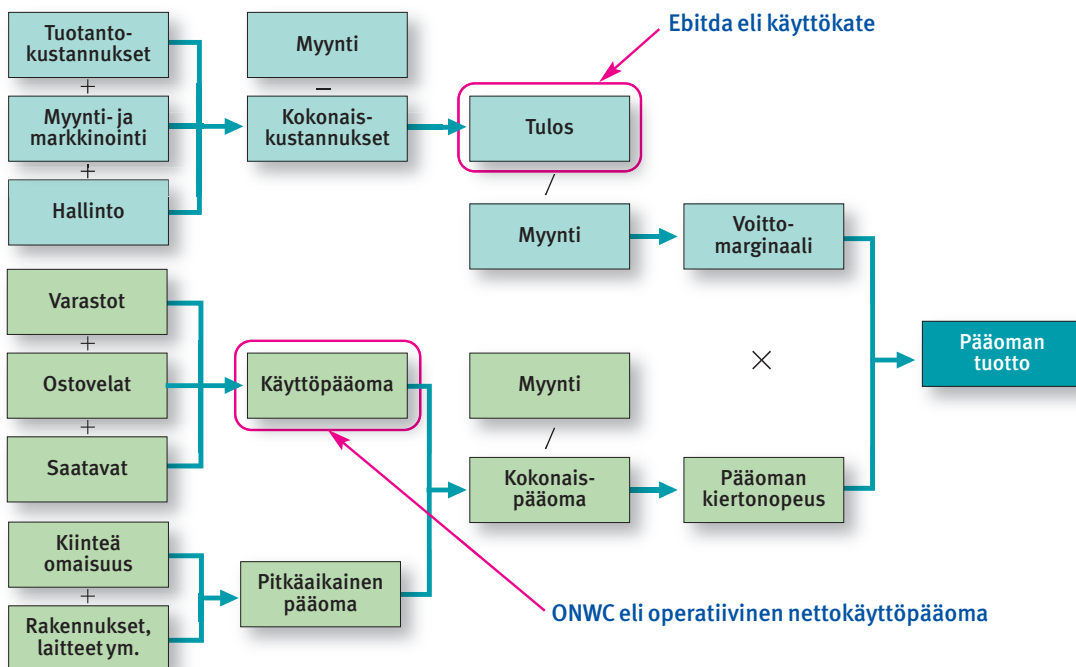 Ebitda eli käyttökate
Tuotanto-
kustannukset
+
Myynti- ja
markkinointi
+
Hallinto
Myynti
–
Kokonais-
kustannukset
Tulos
/
Myynti
Voitto-
marginaali
Varastot
+
Ostovelat
+
Saatavat
Käyttöpääoma
Kiinteä
omaisuus
+
Rakennukset,
laitteet ym.
Pitkäaikainen
pääoma
Myynti
/
Kokonais-
pääoma
Pääoman
kiertonopeus
×
Pääoman
tuotto
ONWC eli operatiivinen nettokäyttöpääoma